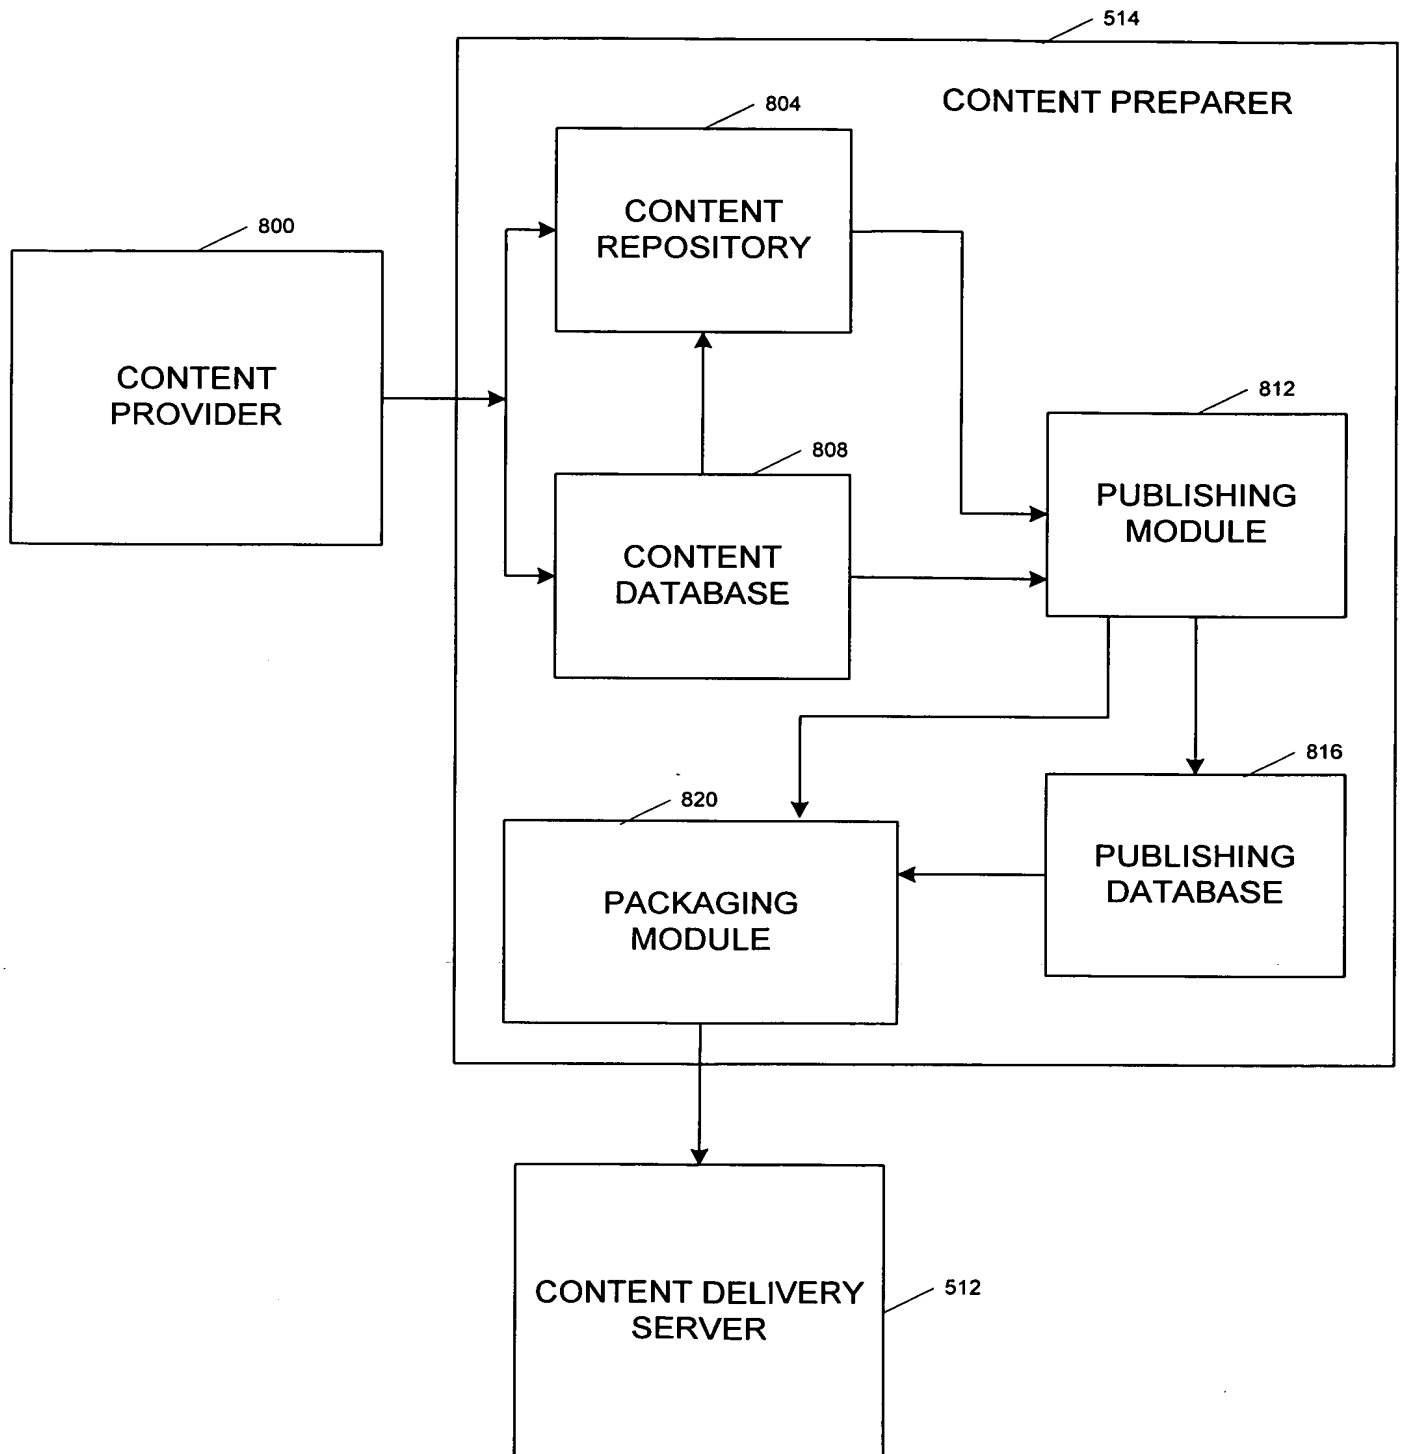 514
CONTENT PREPARER
804
CONTENT
REPOSITORY
800
CONTENT
PROVIDER
812
PUBLISHING
MODULE
808
CONTENT
DATABASE
816
PUBLISHING
DATABASE
820
PACKAGING
MODULE
CONTENT DELIVERY
SERVER
512